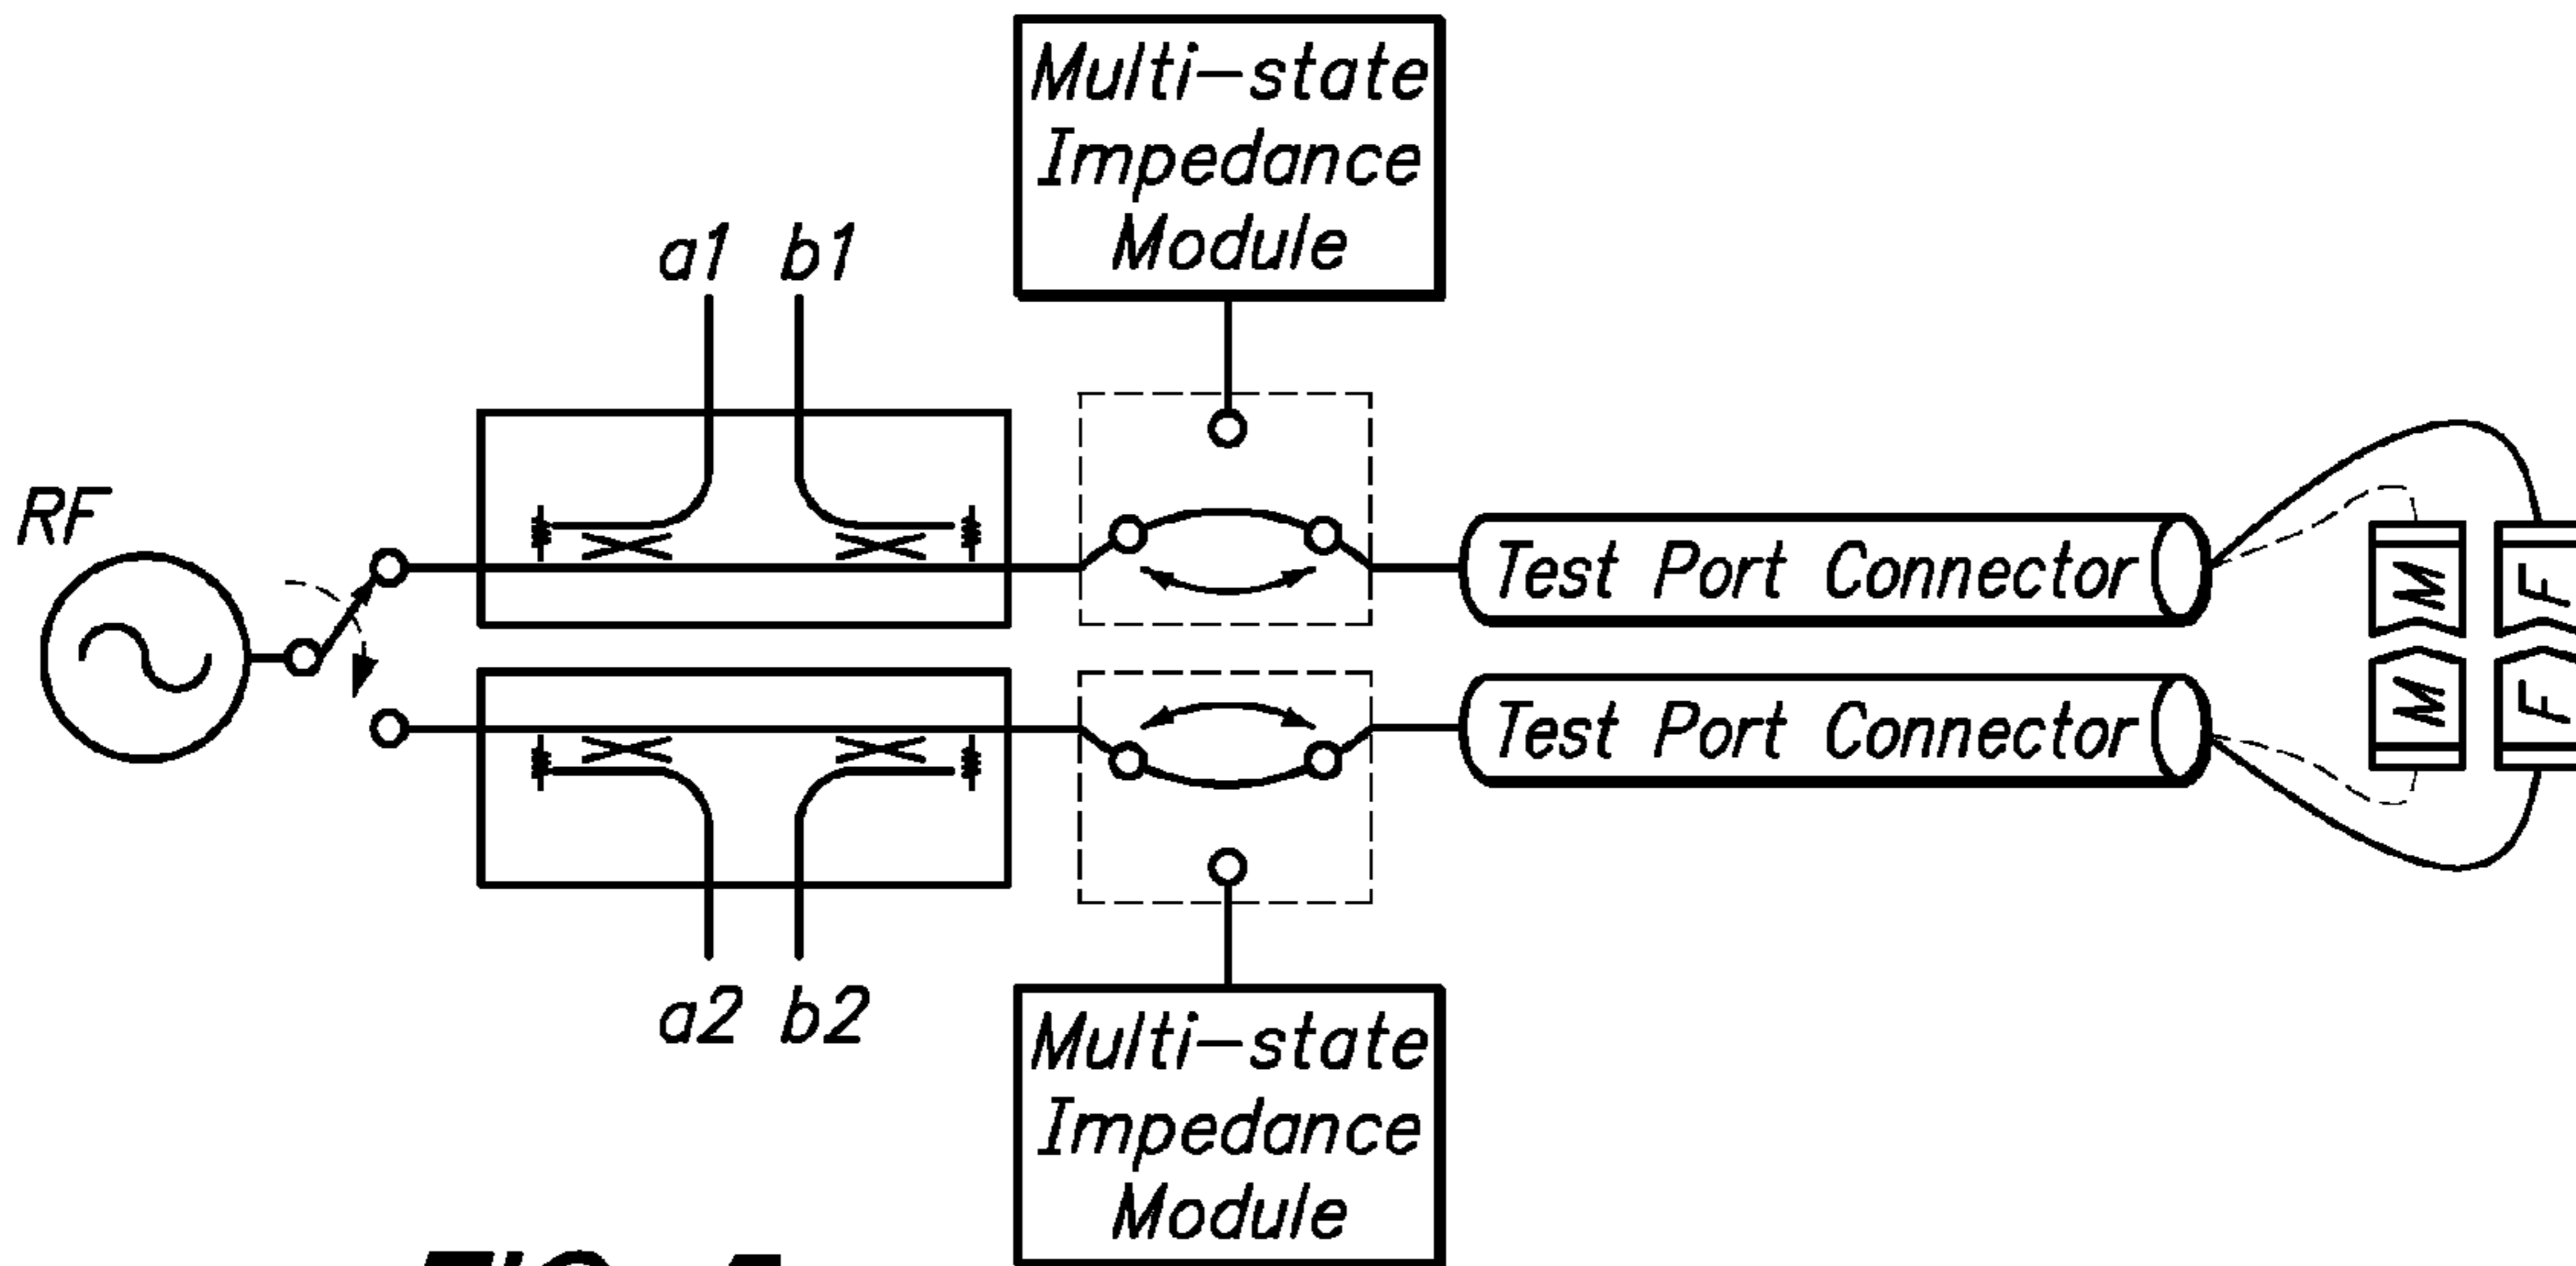 Multi-state
Impedance
Module
a1 b1
RF
Test Port Connector
M F
Test Port Connector
M F
a2 b2
Multi-state
Impedance
Module